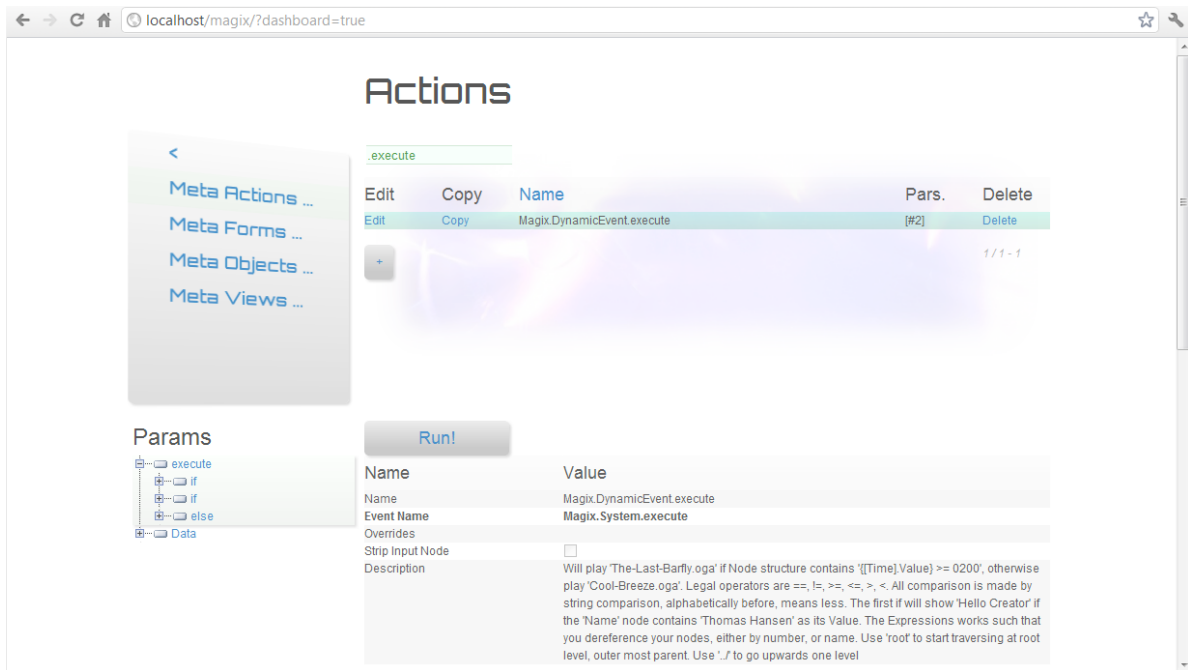 localhost/magix/?dashboard=true
Actions
<
Meta Actions ...
Meta Forms ...
Meta Objects ...
Meta Views ...
.execute
Edit Copy Name Pars. Delete
Edit Copy Magix.DynamicEvent.execute [#2] Delete
+
1/1 - 1
Params
execute
if
if
else
Data
Run!
Name Value
Name Magix.DynamicEvent.execute
Event Name Magix.System.execute
Overrides
Strip Input Node
Description Will play 'The-Last-Barfly.oga' if Node structure contains '{[Time].Value} >= 0200', otherwise
play 'Cool-Breeze.oga'. Legal operators are ==, !=, >=, <=, >, <. All comparison is made by
string comparison, alphabetically before, means less. The first if will show 'Hello Creator' if
the 'Name' node contains 'Thomas Hansen' as its Value. The Expressions works such that
you dereference your nodes, either by number, or name. Use 'root' to start traversing at root
level, outer most parent. Use '../' to go upwards one level